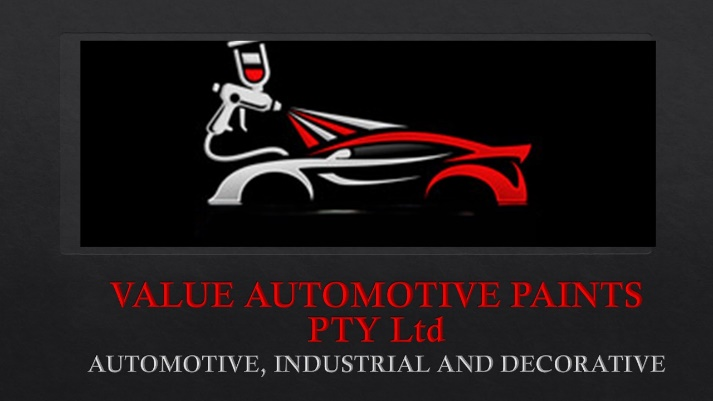 VALUE AUTOMOTIVE PAINTS
PTY Ltd
AUTOMOTIVE, INDUSTRIAL AND DECORATIVE